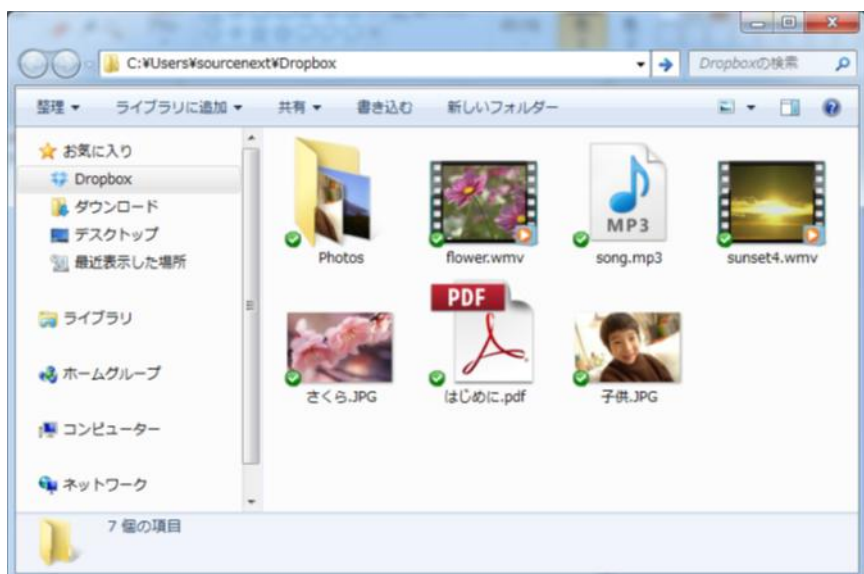 C:¥Users¥sourcenext¥Dropbox
Dropboxの検索
整理 ライブラリに追加 共有 書き込む 新しいフォルダー
お気に入り
Dropbox
ダウンロード
デスクトップ
最近表示した場所
ライブラリ
ホームグループ
コンピューター
ネットワーク
MP3
Photos flower.wmv song.mp3 sunset4.wmv
PDF
さくら.JPG はじめに.pdf 子供.JPG
7 個の項目